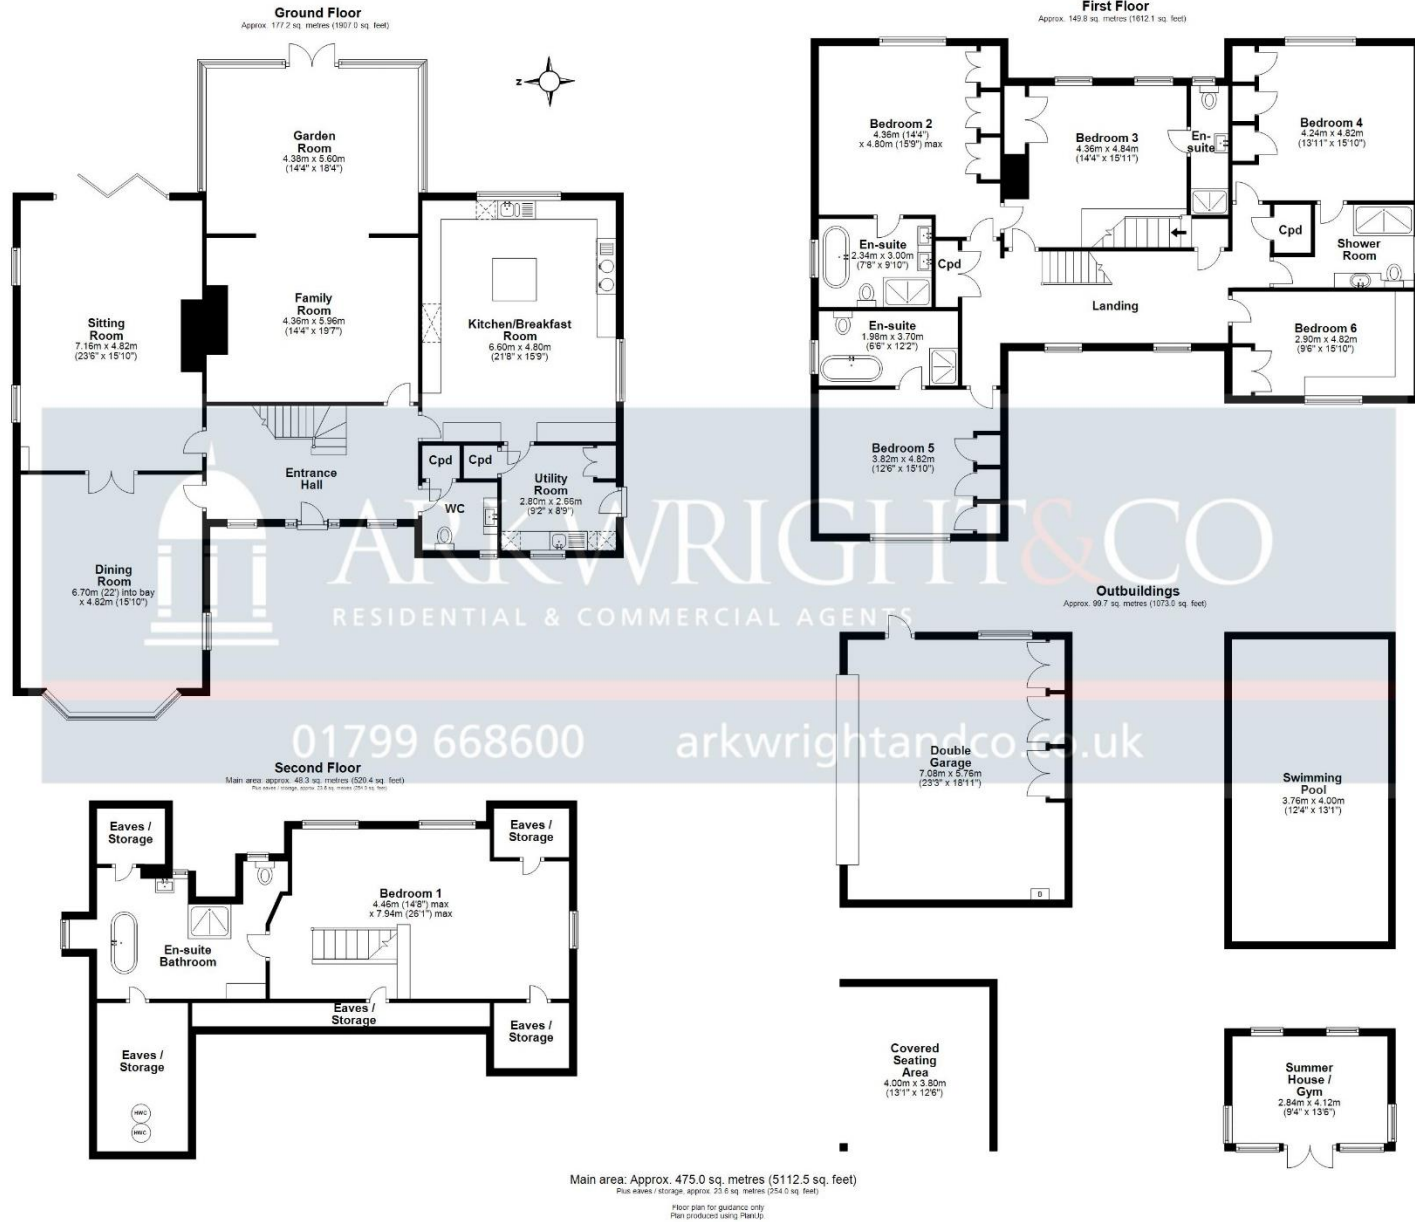 Ground Floor
Approx. 177.2 sq. metres (1907.0 sq. feet)
Z
Garden
Room
4.38m x 5.60m
(14'4" x 18'4")
Sitting
Room
7.16m x 4.82m
(23'6" x 15'10")
Family
Room
4.36m x 5.96m
(14'4" x 19'7")
Kitchen/Breakfast
Room
6.60m x 4.80m
(21'8" x 15'9")
Entrance
Hall
Cpd
Cpd
WC
Utility
Room
2.80m x 2.66m
(9'2" x 8'9")
Dining
Room
6.70m (22') into bay
x 4.82m (15'10")
First Floor
Approx. 149.8 sq. metres (1612.1 sq. feet)
Bedroom 2
4.36m (14'4")
x 4.80m (15'9") max
Bedroom 3
4.36m x 4.84m
(14'4" x 15'11")
En-
suite
Bedroom 4
4.24m x 4.82m
(13'11" x 15'10")
En-suite
2.34m x 3.00m
(7'8" x 9'10")
Cpd
Cpd
Shower
Room
Landing
En-suite
1.98m x 3.70m
(6'6" x 12'2")
Bedroom 6
2.90m x 4.82m
(9'6" x 15'10")
Bedroom 5
3.82m x 4.82m
(12'6" x 15'10")
ARKWRIGHT&CO
RESIDENTIAL & COMMERCIAL AGENTS
01799 668600
arkwrightandco.co.uk
Outbuildings
Approx. 99.7 sq. metres (1073.0 sq. feet)
Double
Garage
7.08m x 5.76m
(23'3" x 18'11")
B
Swimming
Pool
3.76m x 4.00m
(12'4" x 13'1")
Second Floor
Main area: approx. 48.3 sq. metres (520.4 sq. feet)
Plus eaves / storage, approx. 23.6 sq. metres (254.0 sq. feet)
Eaves /
Storage
Eaves /
Storage
Bedroom 1
4.46m (14'8") max
x 7.94m (26'1") max
En-suite
Bathroom
Eaves /
Storage
Eaves /
Storage
Eaves /
Storage
HWC
HWC
Covered
Seating
Area
4.00m x 3.80m
(13'1" x 12'6")
Summer
House /
Gym
2.84m x 4.12m
(9'4" x 13'6")
Main area: Approx. 475.0 sq. metres (5112.5 sq. feet)
Plus eaves / storage, approx. 23.6 sq. metres (254.0 sq. feet)
Floor plan for guidance only
Plan produced using PlanUp.